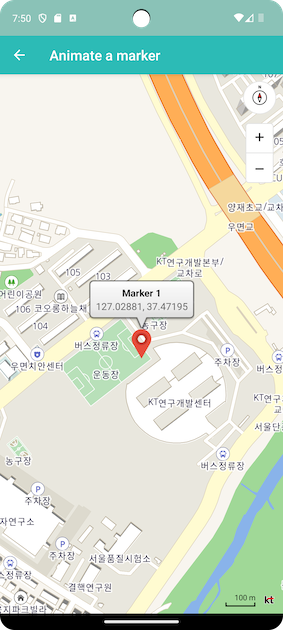 7:50
Animate a marker
107
N
+
−
양재초교/교차
우면교
KT연구개발본부/
교차로
105
103
어린이공원
106 코오롱하늘채
104
Marker 1
127.02881, 37.47195
농구장
우면치안센터
버스정류장
운동장
주차장
버스
KT연구개발센터
KT연구
서울단
버스정류장
농구장
주차장
스정류장
자연구소
주차장
서울품질시험소
결핵연구원
지파크빌라
100 m
kt